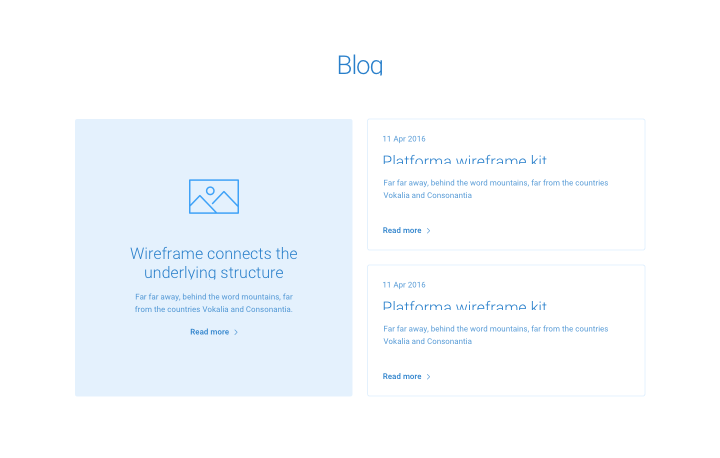 Blog
Wireframe connects the
underlying structure
Far far away, behind the word mountains, far
from the countries Vokalia and Consonantia.
Read more
11 Apr 2016
Platforma wireframe kit
Far far away, behind the word mountains, far from the countries
Vokalia and Consonantia
Read more
11 Apr 2016
Platforma wireframe kit
Far far away, behind the word mountains, far from the countries
Vokalia and Consonantia
Read more